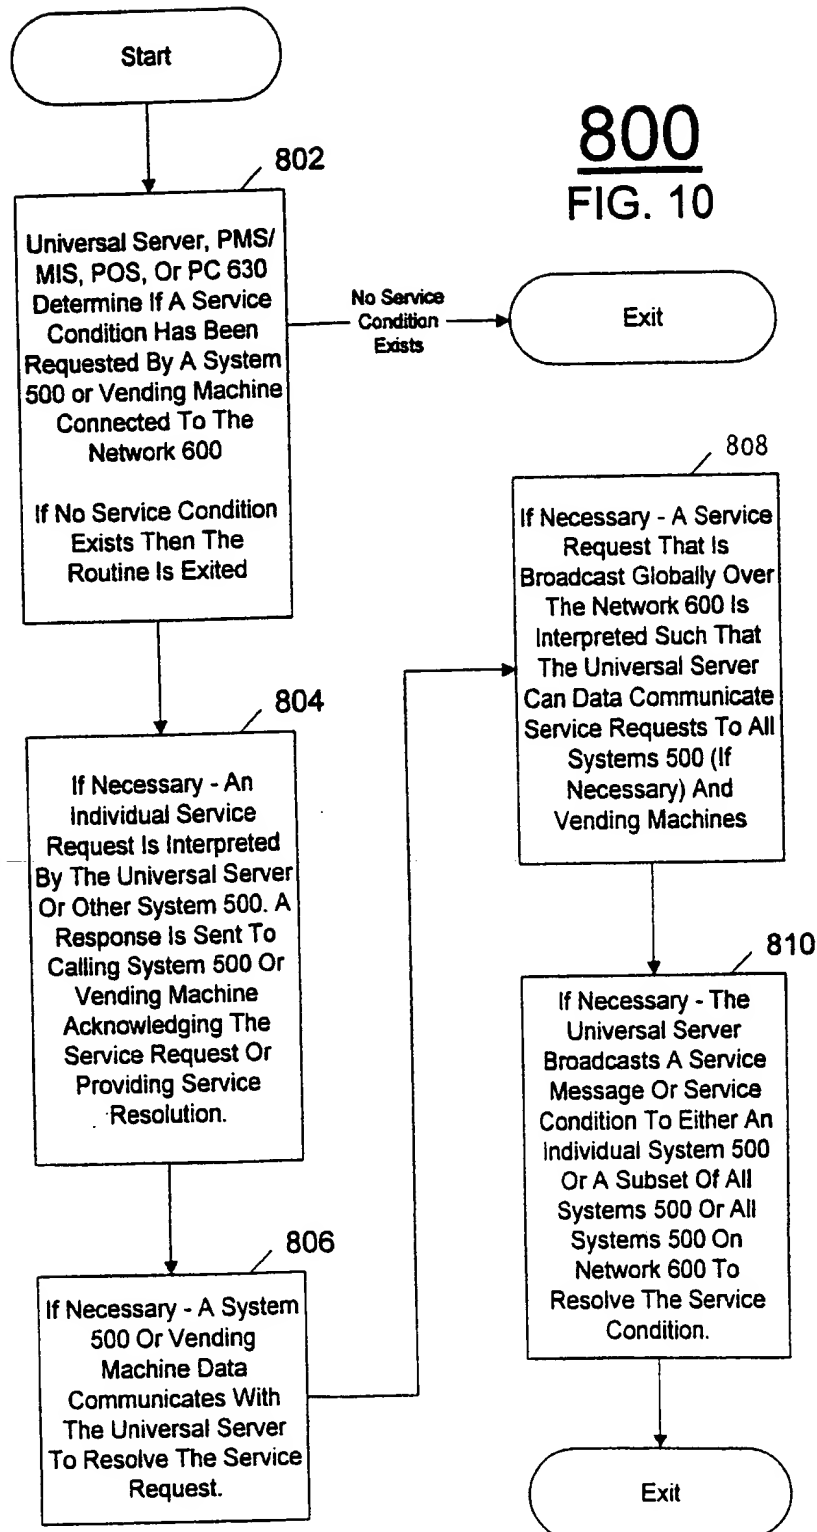 Start
800
FIG. 10
802
Universal Server, PMS/
MIS, POS, Or PC 630
Determine If A Service
Condition Has Been
Requested By A System
500 or Vending Machine
Connected To The
Network 600
If No Service Condition
Exists Then The
Routine Is Exited
No Service
Condition
Exists
Exit
804
If Necessary - An
Individual Service
Request Is Interpreted
By The Universal Server
Or Other System 500. A
Response Is Sent To
Calling System 500 Or
Vending Machine
Acknowledging The
Service Request Or
Providing Service
Resolution.
806
If Necessary - A System
500 Or Vending
Machine Data
Communicates With
The Universal Server
To Resolve The Service
Request.
808
If Necessary - A Service
Request That Is
Broadcast Globally Over
The Network 600 Is
Interpreted Such That
The Universal Server
Can Data Communicate
Service Requests To All
Systems 500 (If
Necessary) And
Vending Machines
810
If Necessary - The
Universal Server
Broadcasts A Service
Message Or Service
Condition To Either An
Individual System 500
Or A Subset Of All
Systems 500 Or All
Systems 500 On
Network 600 To
Resolve The Service
Condition.
Exit